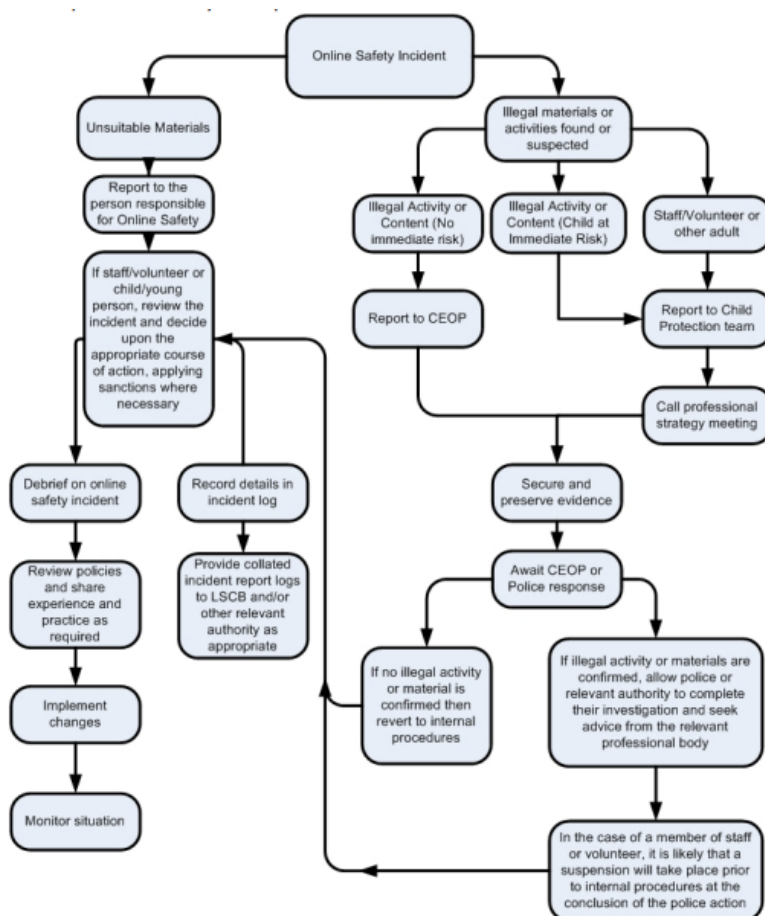 Online Safety Incident
Unsuitable Materials
Illegal materials or
activities found or
suspected
Report to the
person responsible
for Online Safety
Illegal Activity or
Content (No
immediate risk)
Illegal Activity or
Content (Child at
Immediate Risk)
Staff/Volunteer or
other adult
If staff/volunteer or
child/young
person, review the
incident and decide
upon the
appropriate course
of action, applying
sanctions where
necessary
Report to CEOP
Report to Child
Protection team
Call professional
strategy meeting
Debrief on online
safety incident
Record details in
incident log
Secure and
preserve evidence
Review policies
and share
experience and
practice as
required
Provide collated
incident report logs
to LSCB and/or
other relevant
authority as
appropriate
Await CEOP or
Police response
If no illegal activity
or material is
confirmed then
revert to internal
procedures
If illegal activity or materials are
confirmed, allow police or
relevant authority to complete
their investigation and seek
advice from the relevant
professional body
Implement
changes
Monitor situation
In the case of a member of staff
or volunteer, it is likely that a
suspension will take place prior
to internal procedures at the
conclusion of the police action